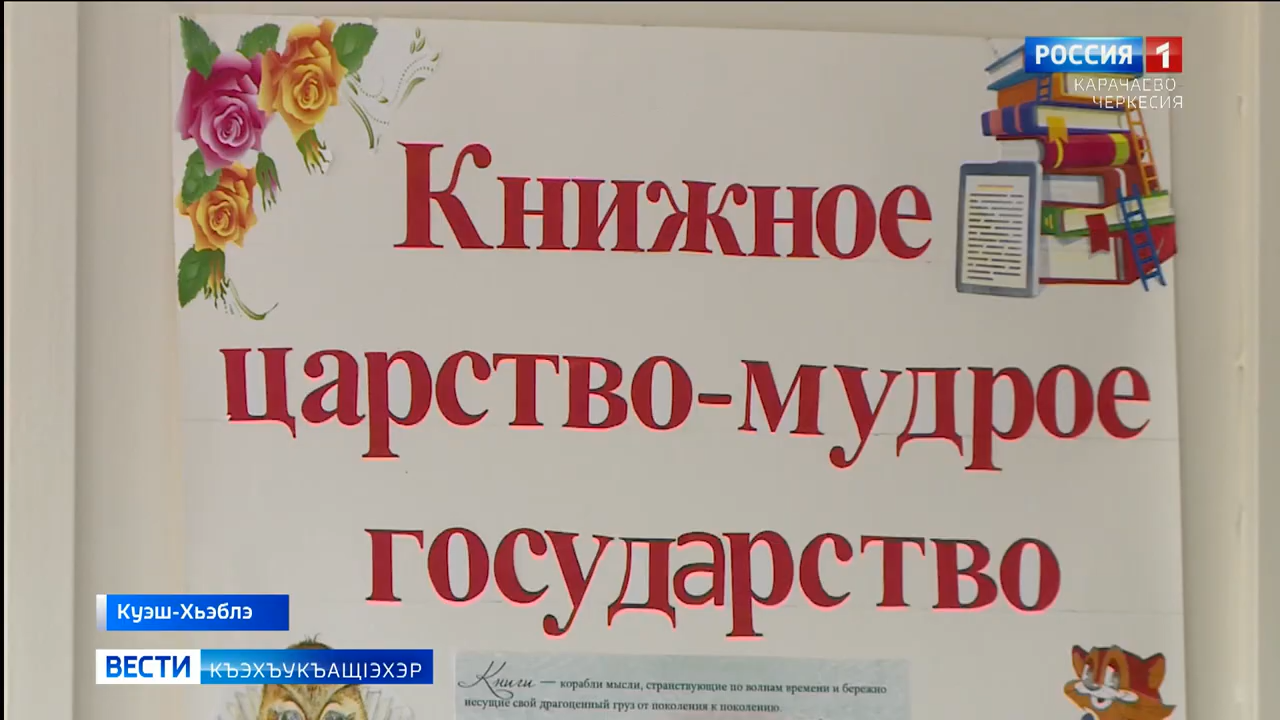 РОССИЯ 1
КАРАЧАЕВО
ЧЕРКЕСИЯ
Книжное
царство-мудрое
государство
Куэш-Хьэблэ
ВЕСТИ КЪЭХЪУКЪАЩІЭХЭР
Книги — корабли мысли, странствующие по волнам времени и бережно
несущие свой драгоценный груз от поколения к поколению.